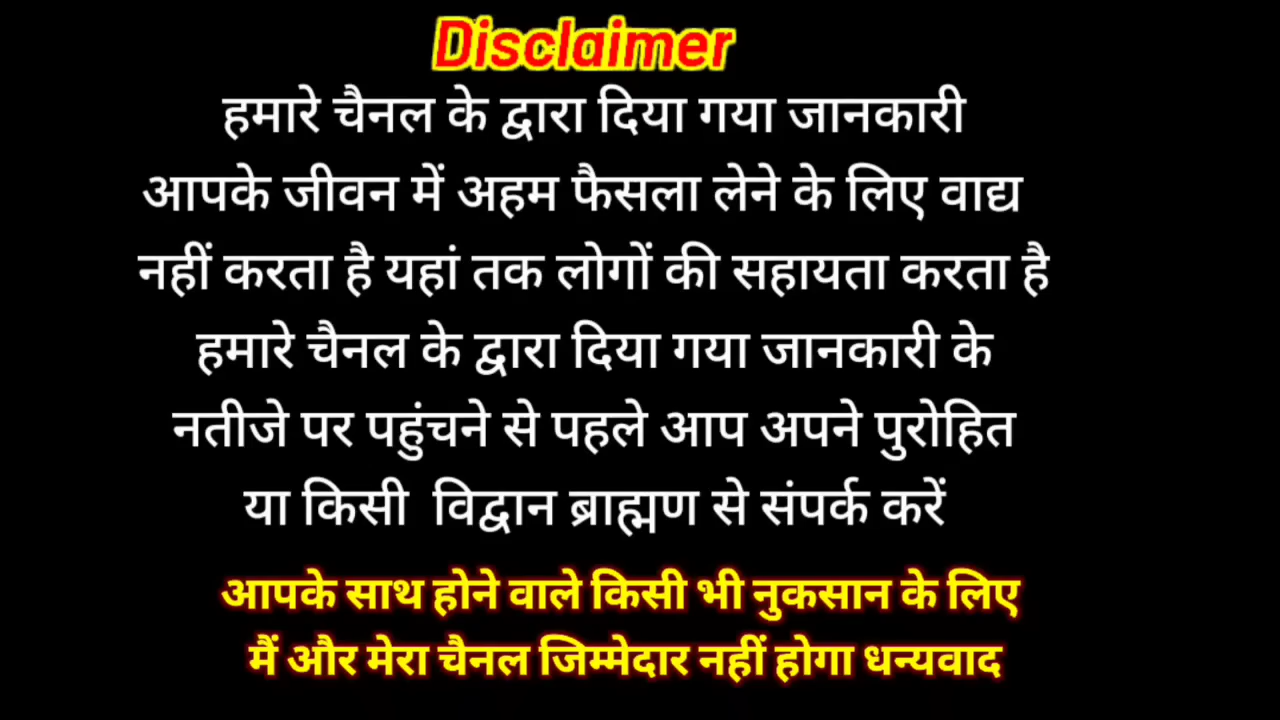 Disclaimer
हमारे चैनल के द्वारा दिया गया जानकारी
आपके जीवन में अहम फैसला लेने के लिए वाद्य
नहीं करता है यहां तक लोगों की सहायता करता है
हमारे चैनल के द्वारा दिया गया जानकारी के
नतीजे पर पहुंचने से पहले आप अपने पुरोहित
या किसी विद्वान ब्राह्मण से संपर्क करें
आपके साथ होने वाले किसी भी नुकसान के लिए
मैं और मेरा चैनल जिम्मेदार नहीं होगा धन्यवाद